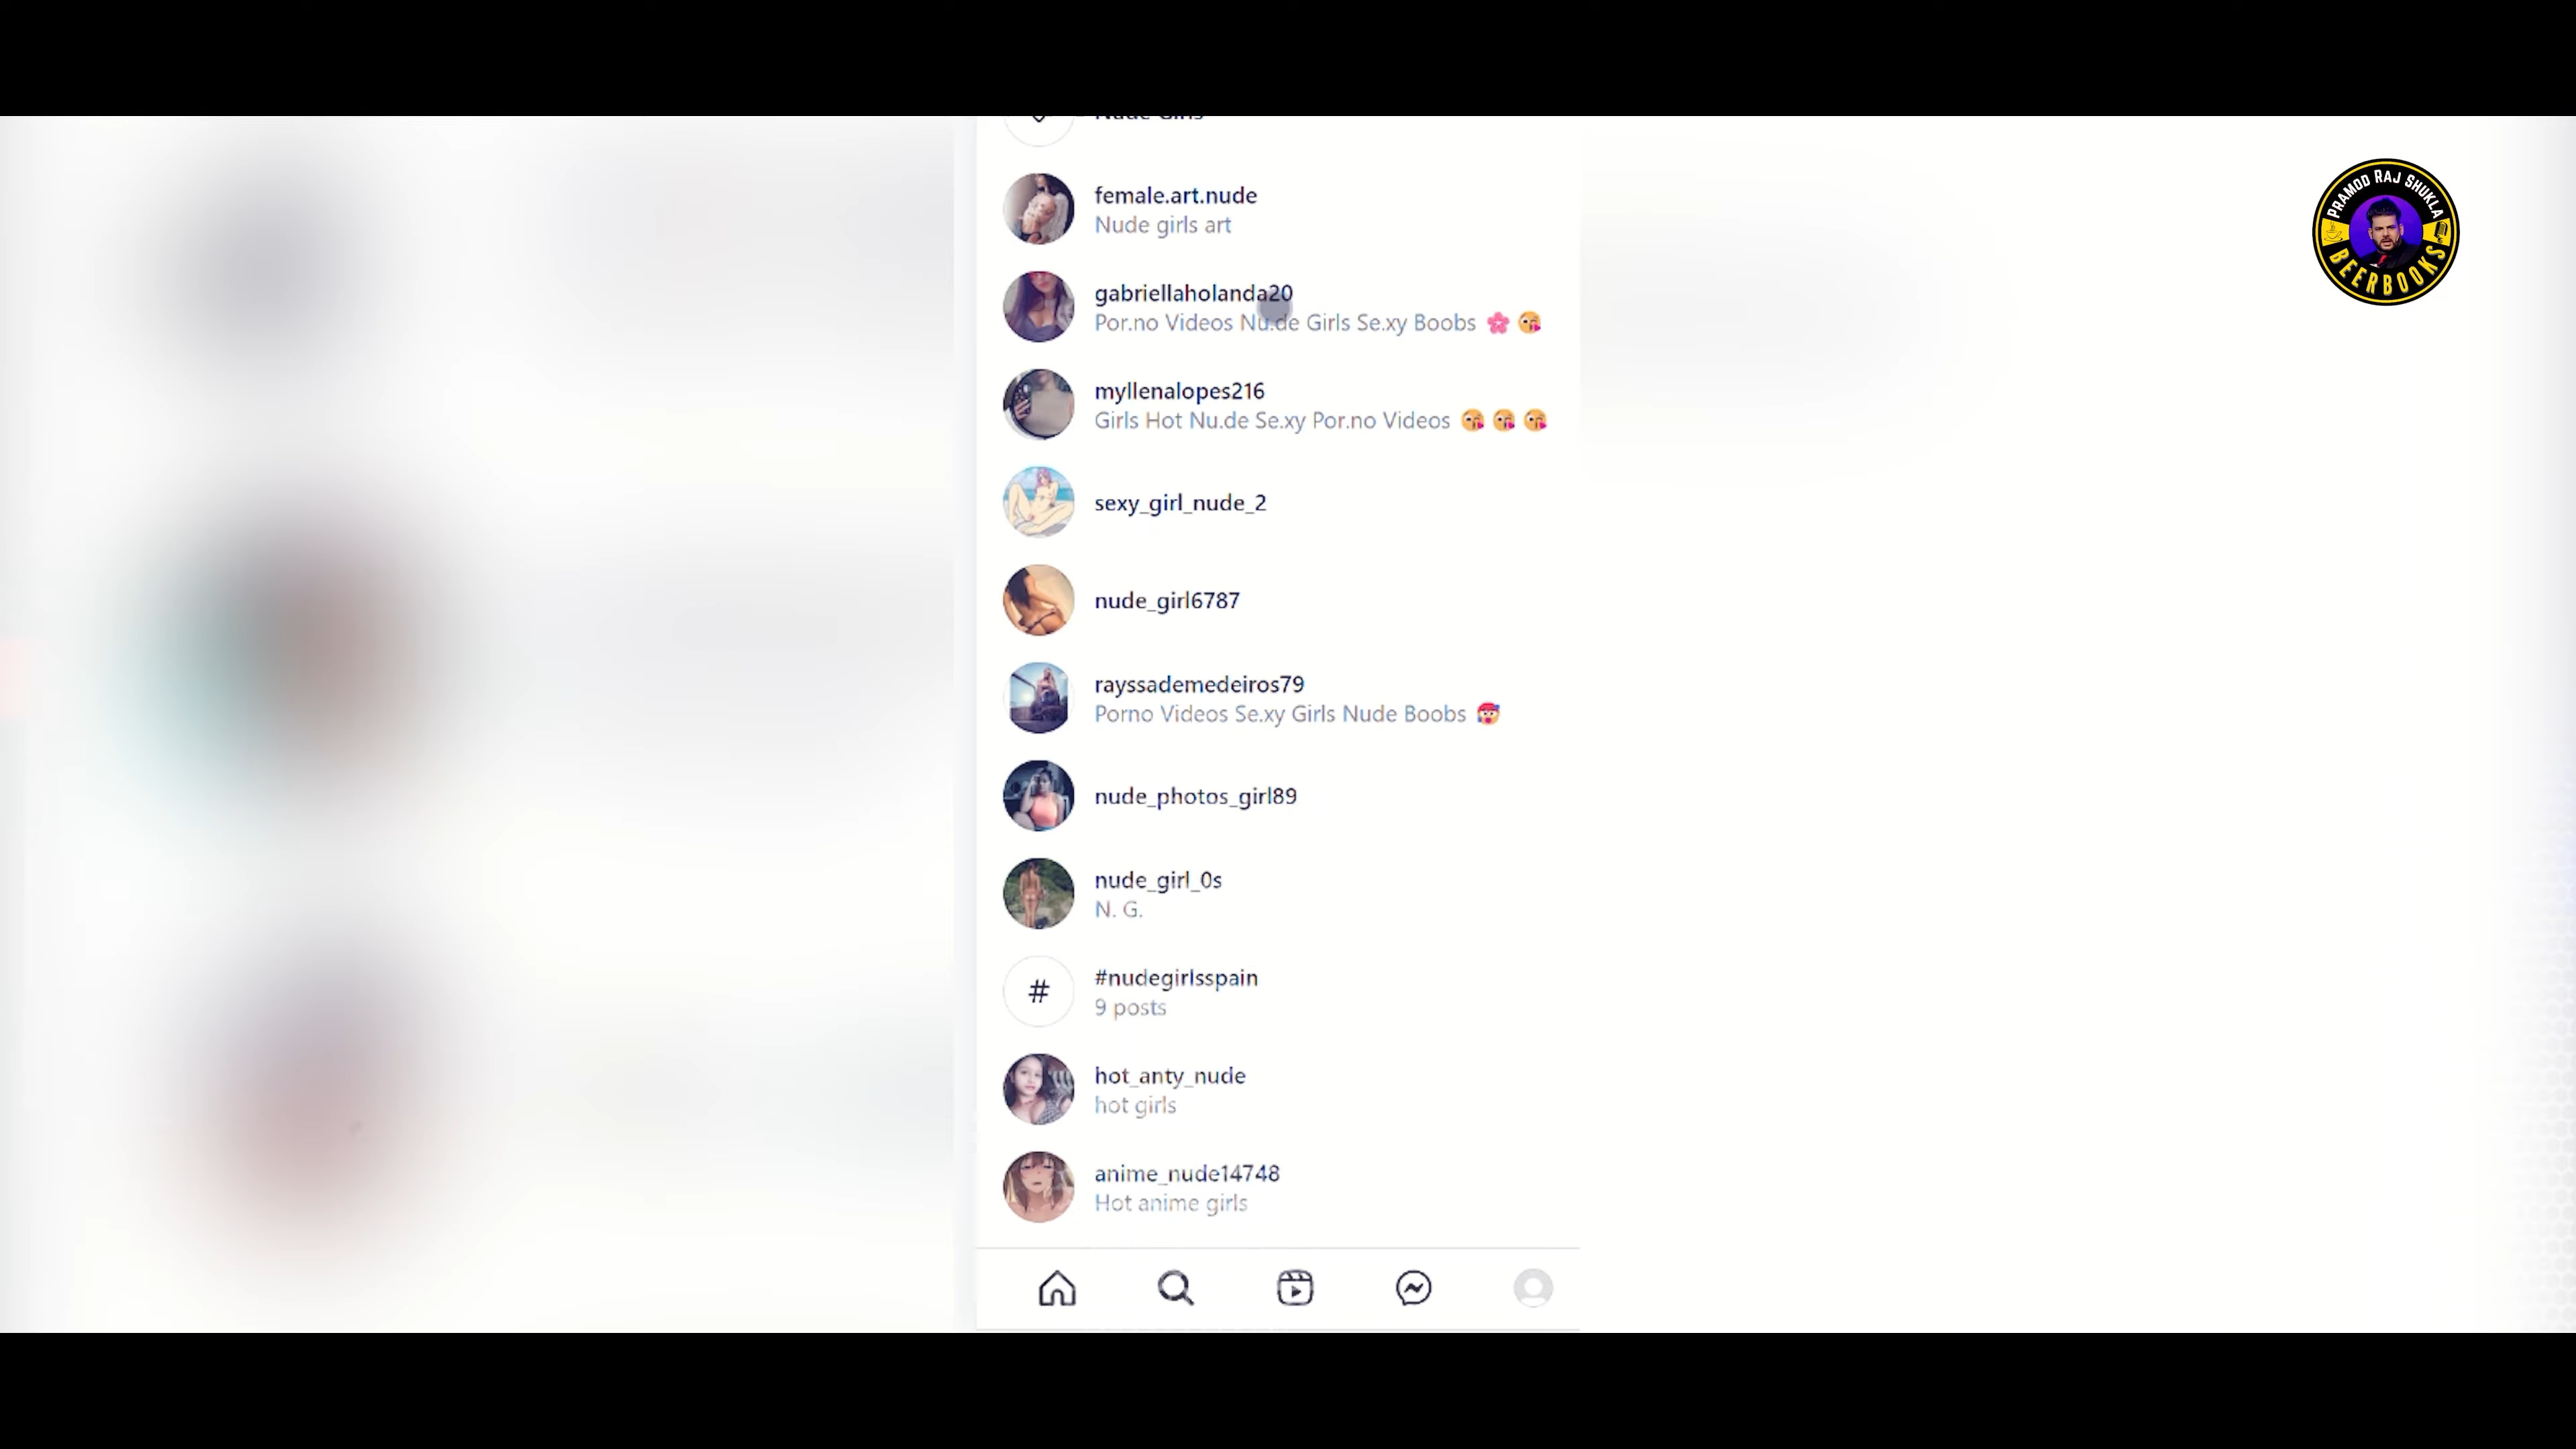 Nude Girls
female.art.nude
Nude girls art
gabriellaholanda20
Por.no Videos Nu.de Girls Se.xy Boobs 🌸 😘
myllenalopes216
Girls Hot Nu.de Se.xy Por.no Videos 😘 😘 😘
sexy_girl_nude_2
nude_girl6787
rayssademedeiros79
Porno Videos Se.xy Girls Nude Boobs
nude_photos_girl89
nude_girl_0s
N. G.
#
#nudegirlsspain
9 posts
hot_anty_nude
hot girls
anime_nude14748
Hot anime girls
PRAMOD RAJ SHUKLA
BEERBOOKS